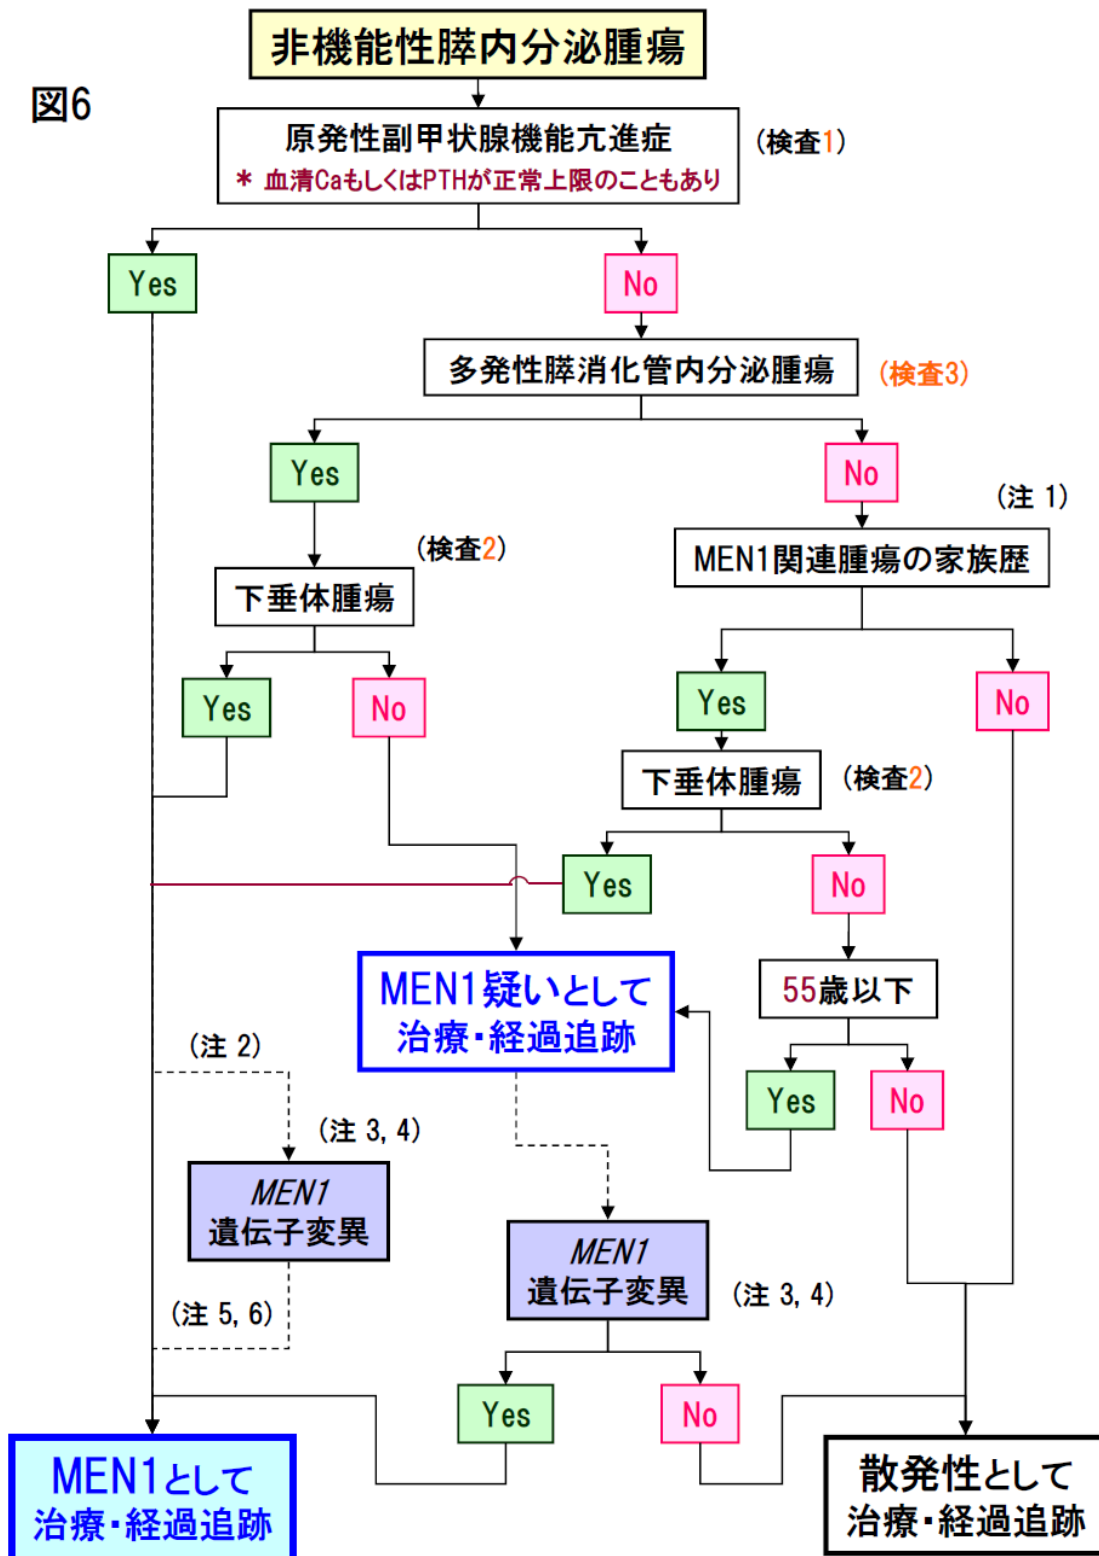 非機能性膵内分泌腫瘍
図6
原発性副甲状腺機能亢進症
* 血清CaもしくはPTHが正常上限のこともあり
(検査1)
Yes
No
多発性膵消化管内分泌腫瘍
(検査3)
Yes
No
(注 1)
MEN1関連腫瘍の家族歴
(検査2)
下垂体腫瘍
Yes
No
Yes
No
下垂体腫瘍
(検査2)
Yes
No
MEN1疑いとして
治療・経過追跡
55歳以下
Yes
No
(注 2)
(注 3, 4)
MEN1
遺伝子変異
(注 5, 6)
MEN1
遺伝子変異
(注 3, 4)
Yes
No
MEN1として
治療・経過追跡
散発性として
治療・経過追跡